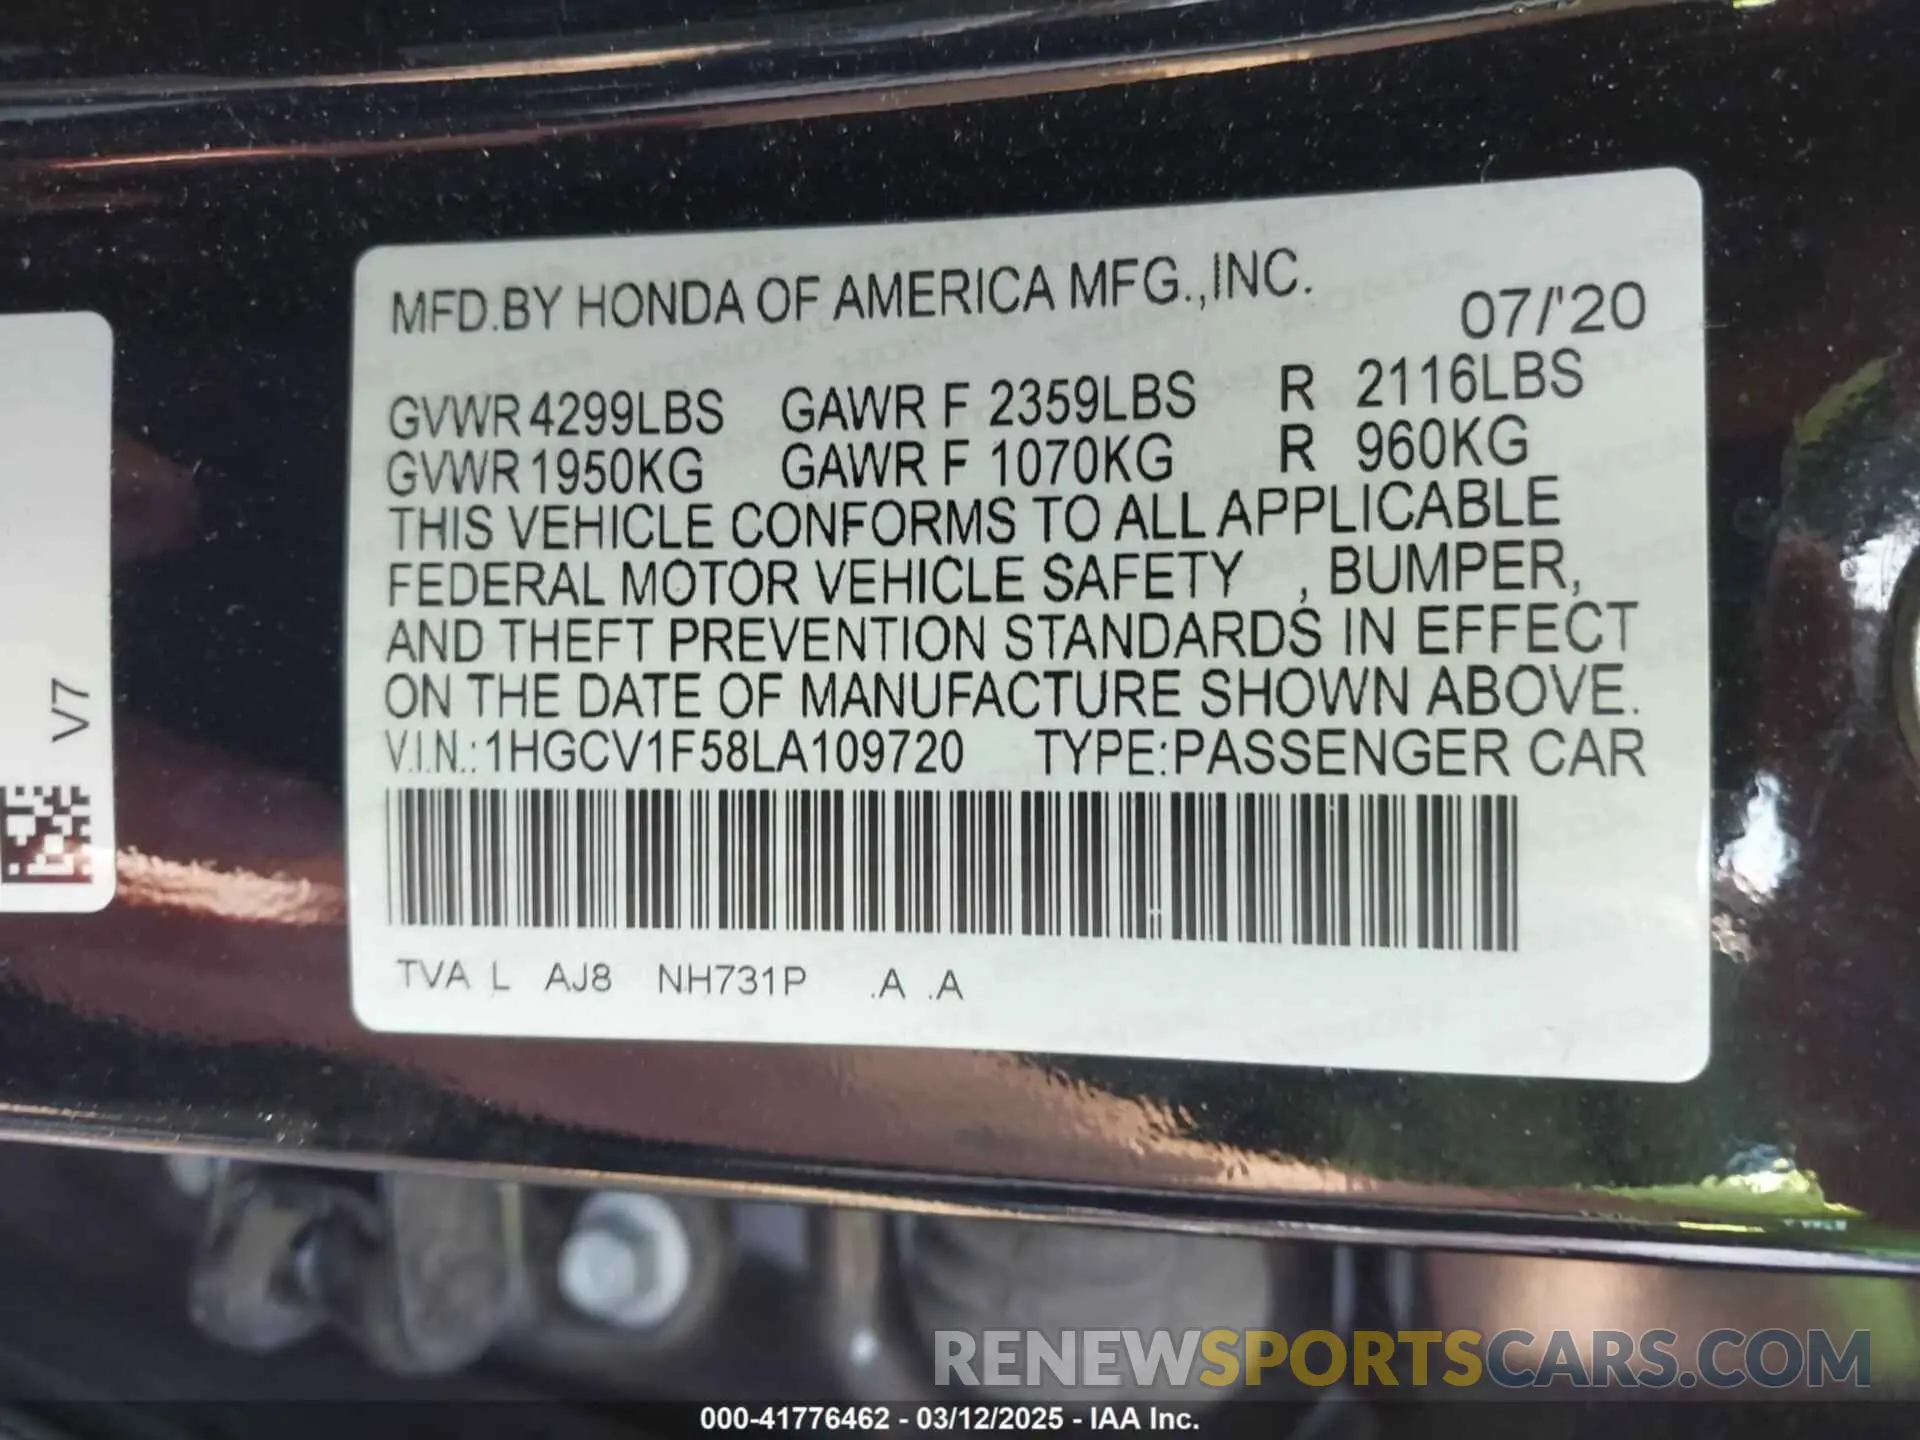 MFD.BY HONDA OF AMERICA MFG.,INC.
07/'20
GVWR 4299LBS GAWR F 2359LBS R 2116LBS
GVWR 1950KG GAWR F 1070KG R 960KG
THIS VEHICLE CONFORMS TO ALL APPLICABLE
FEDERAL MOTOR VEHICLE SAFETY , BUMPER,
AND THEFT PREVENTION STANDARDS IN EFFECT
ON THE DATE OF MANUFACTURE SHOWN ABOVE.
V.I.N.: 1HGCV1F58LA109720 TYPE:PASSENGER CAR
TVA L AJ8 NH731P .A .A
V7
RENEWSPORTSCARS.COM
000-41776462 - 03/12/2025 - IAA Inc.